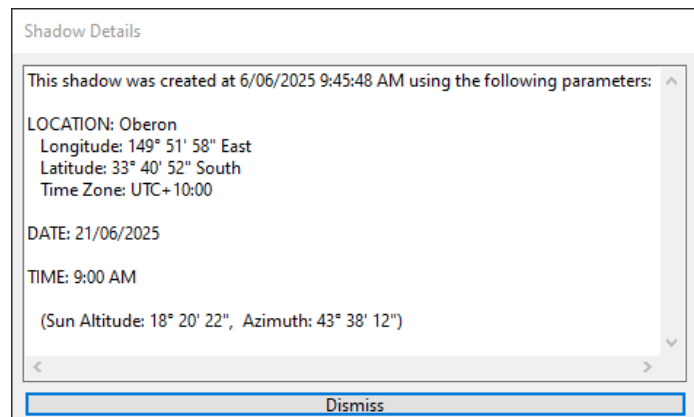 Shadow Details
This shadow was created at 6/06/2025 9:45:48 AM using the following parameters:
LOCATION: Oberon
Longitude: 149° 51' 58" East
Latitude: 33° 40' 52" South
Time Zone: UTC+10:00
DATE: 21/06/2025
TIME: 9:00 AM
(Sun Altitude: 18° 20' 22", Azimuth: 43° 38' 12")
Dismiss